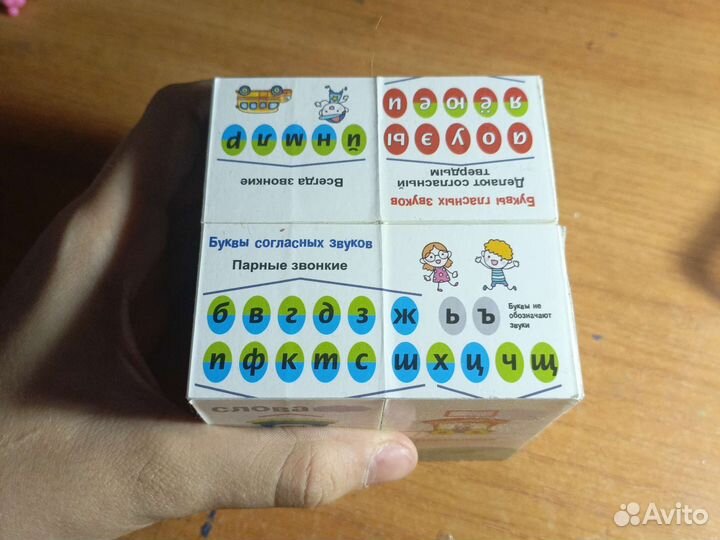 Буквы гласных звуков
Делают согласный
твердым
а о у э ы
я ё ю е и
Всегда звонкие
й н м л р
Буквы согласных звуков
Парные звонкие
б в г д з ж ь ъ
Буквы не
обозначают
звуки
п ф к т с ш х ц ч щ
слова
Avito